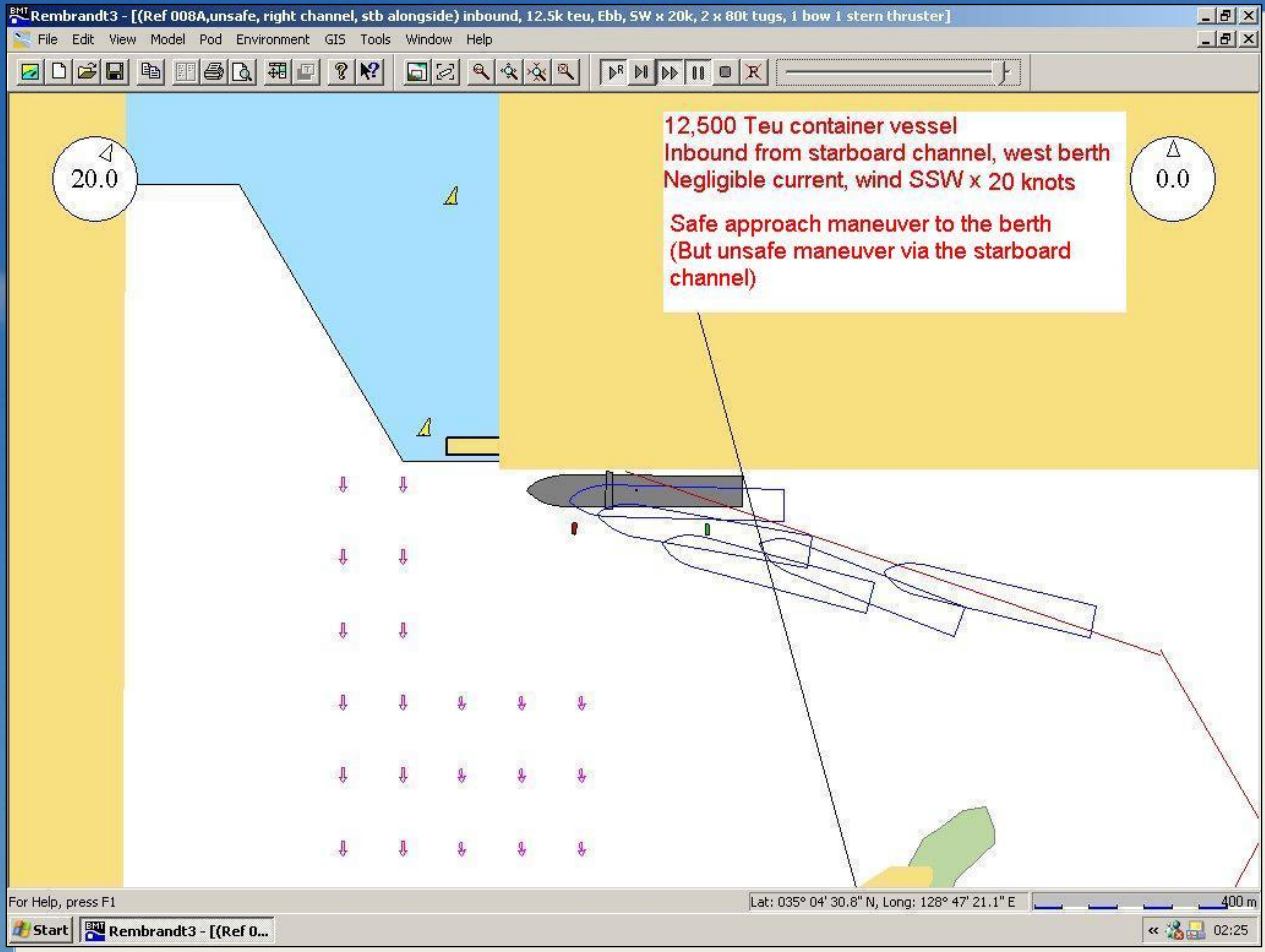 BMT Rembrandt3 - [(Ref 008A,unsafe, right channel, stb alongside) inbound, 12.5k teu, Ebb, SW x 20k, 2 x 80t tugs, 1 bow 1 stern thruster]
File Edit View Model Pod Environment GIS Tools Window Help
R R
12,500 Teu container vessel
Inbound from starboard channel, west berth
Negligible current, wind SSW x 20 knots
20.0
0.0
Safe approach maneuver to the berth
(But unsafe maneuver via the starboard
channel)
For Help, press F1 Lat: 035° 04' 30.8" N, Long: 128° 47' 21.1" E 400 m
Start BMT Rembrandt3 - [(Ref 0... « 02:25